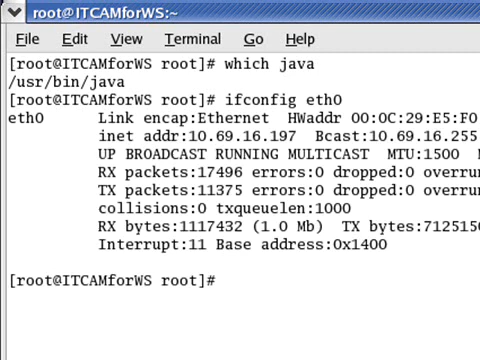 root@ITCAMforWS:~
File Edit View Terminal Go Help
[root@ITCAMforWS root]# which java
/usr/bin/java
[root@ITCAMforWS root]# ifconfig eth0
eth0 Link encap:Ethernet HWaddr 00:0C:29:E5:F0
inet addr:10.69.16.197 Bcast:10.69.16.255
UP BROADCAST RUNNING MULTICAST MTU:1500
RX packets:17496 errors:0 dropped:0 overru
TX packets:11375 errors:0 dropped:0 overru
collisions:0 txqueuelen:1000
RX bytes:1117432 (1.0 Mb) TX bytes:712515
Interrupt:11 Base address:0x1400
[root@ITCAMforWS root]#